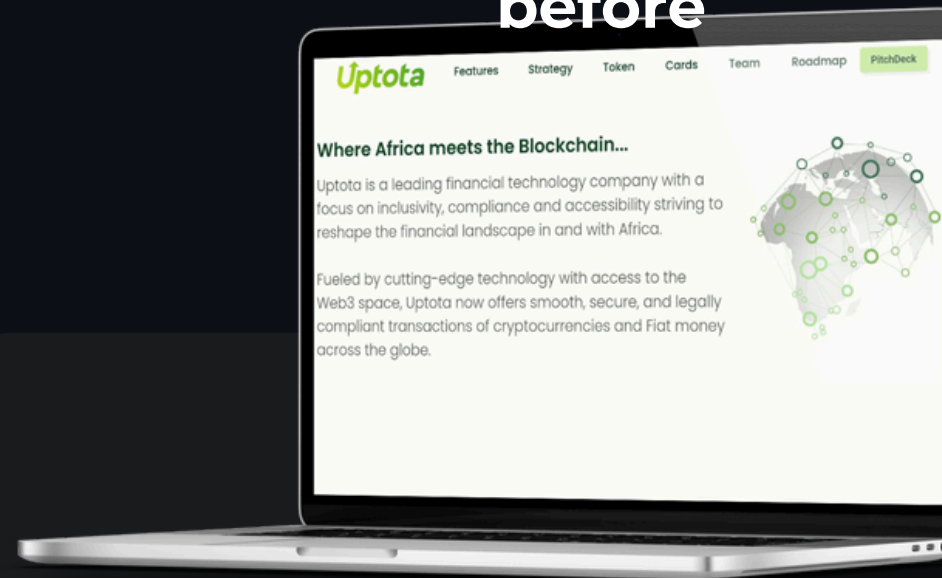 before
Uptota
Features Strategy Token Cards Team Roadmap PitchDeck
Where Africa meets the Blockchain...
Uptota is a leading financial technology company with a
focus on inclusivity, compliance and accessibility striving to
reshape the financial landscape in and with Africa.
Fueled by cutting-edge technology with access to the
Web3 space, Uptota now offers smooth, secure, and legally
compliant transactions of cryptocurrencies and Fiat money
across the globe.